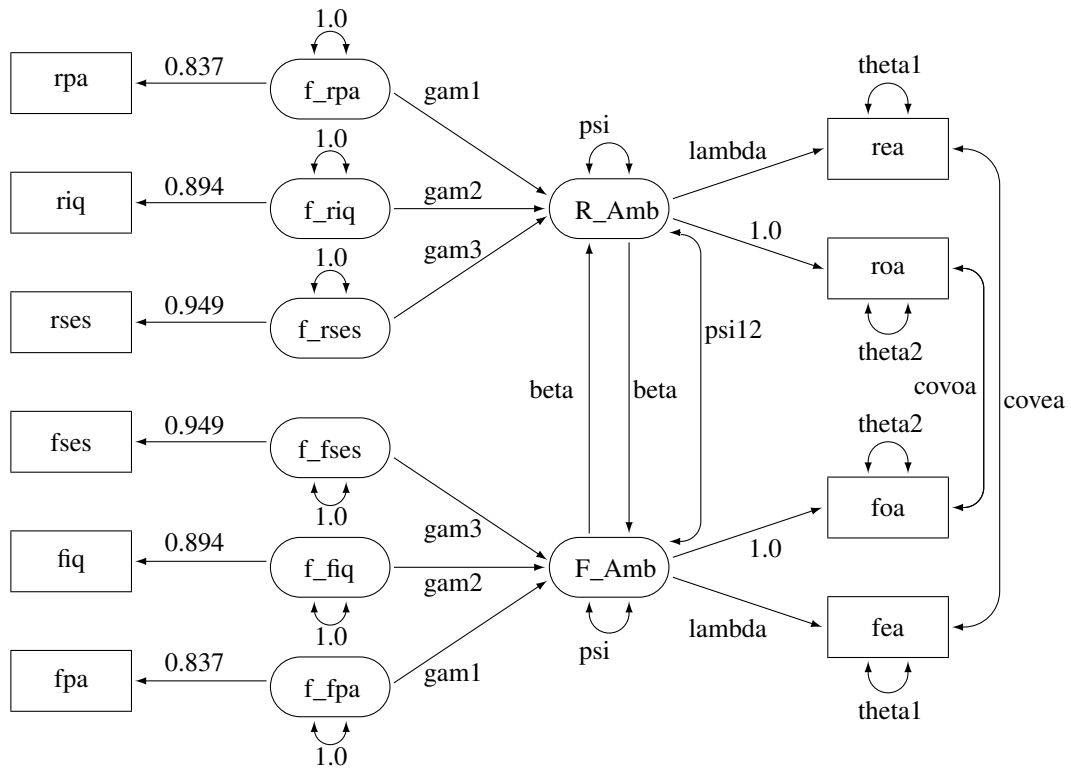 1.0
rpa
0.837
f_rpa
gam1
theta1
psi
lambda
rea
1.0
riq
0.894
f_riq
gam2
R_Amb
1.0
roa
1.0
gam3
rses
0.949
f_rses
theta2
psi12
beta
beta
covoa
covea
fses
0.949
f_fses
theta2
1.0
gam3
foa
1.0
fiq
0.894
f_fiq
gam2
F_Amb
1.0
lambda
fea
psi
fpa
0.837
f_fpa
gam1
theta1
1.0